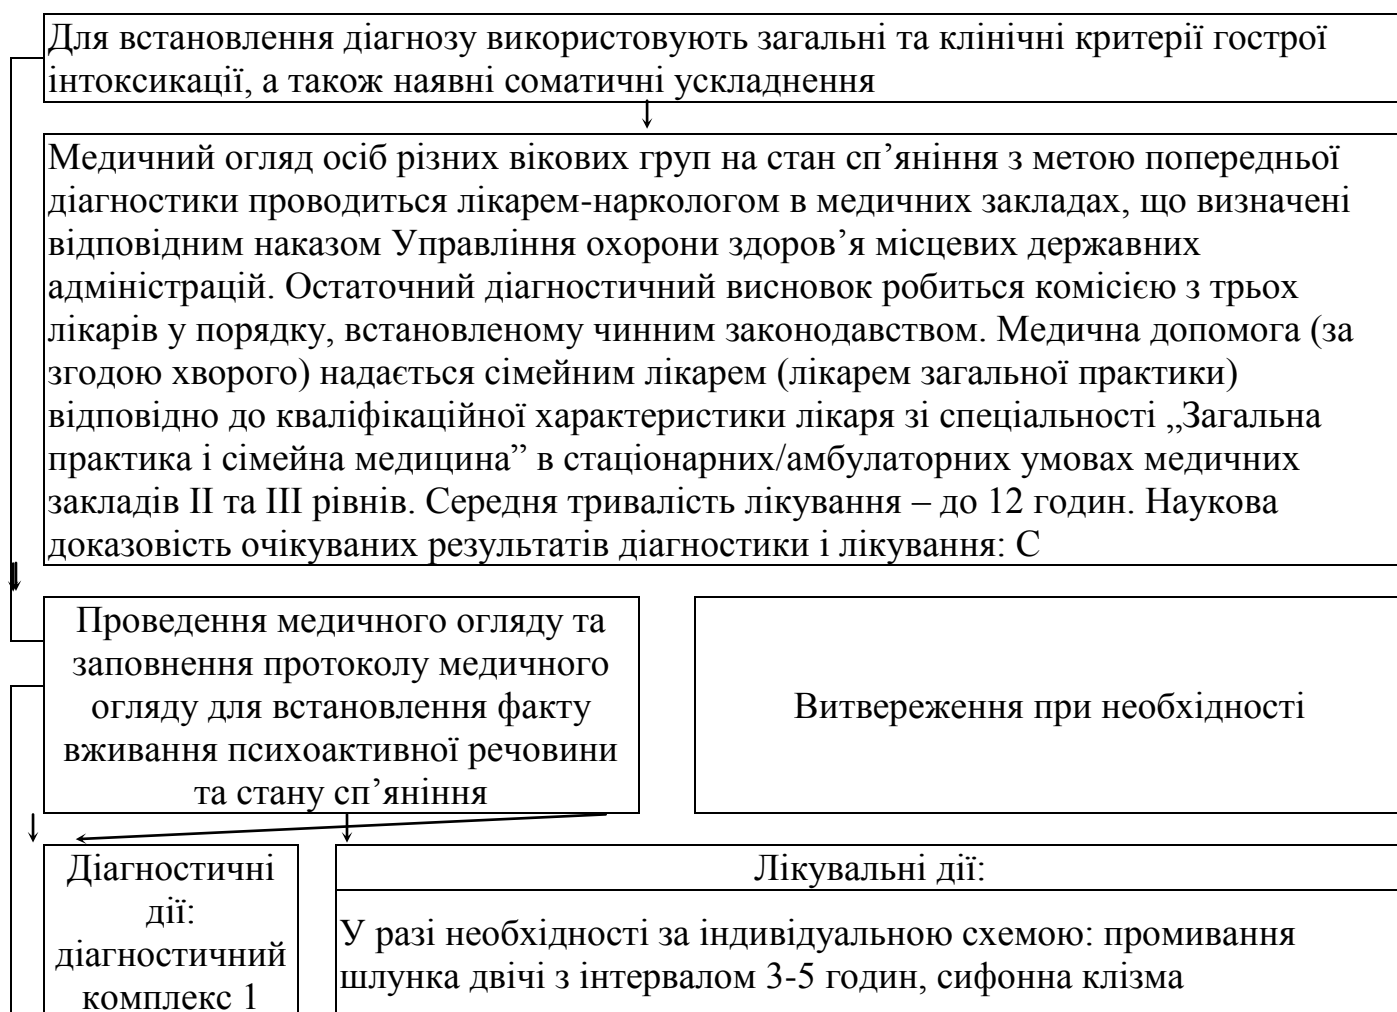 Для встановлення діагнозу використовують загальні та клінічні критерії гострої
інтоксикації, а також наявні соматичні ускладнення
Медичний огляд осіб різних вікових груп на стан сп’яніння з метою попередньої
діагностики проводиться лікарем-наркологом в медичних закладах, що визначені
відповідним наказом Управління охорони здоров’я місцевих державних
адміністрацій. Остаточний діагностичний висновок робиться комісією з трьох
лікарів у порядку, встановленому чинним законодавством. Медична допомога (за
згодою хворого) надається сімейним лікарем (лікарем загальної практики)
відповідно до кваліфікаційної характеристики лікаря зі спеціальності „Загальна
практика і сімейна медицина” в стаціонарних/амбулаторних умовах медичних
закладів ІІ та ІІІ рівнів. Середня тривалість лікування – до 12 годин. Наукова
доказовість очікуваних результатів діагностики і лікування: С
Проведення медичного огляду та
заповнення протоколу медичного
огляду для встановлення факту
вживання психоактивної речовини
та стану сп’яніння
Витвереження при необхідності
Діагностичні
дії:
діагностичний
комплекс 1
Лікувальні дії:
У разі необхідності за індивідуальною схемою: промивання
шлунка двічі з інтервалом 3-5 годин, сифонна клізма